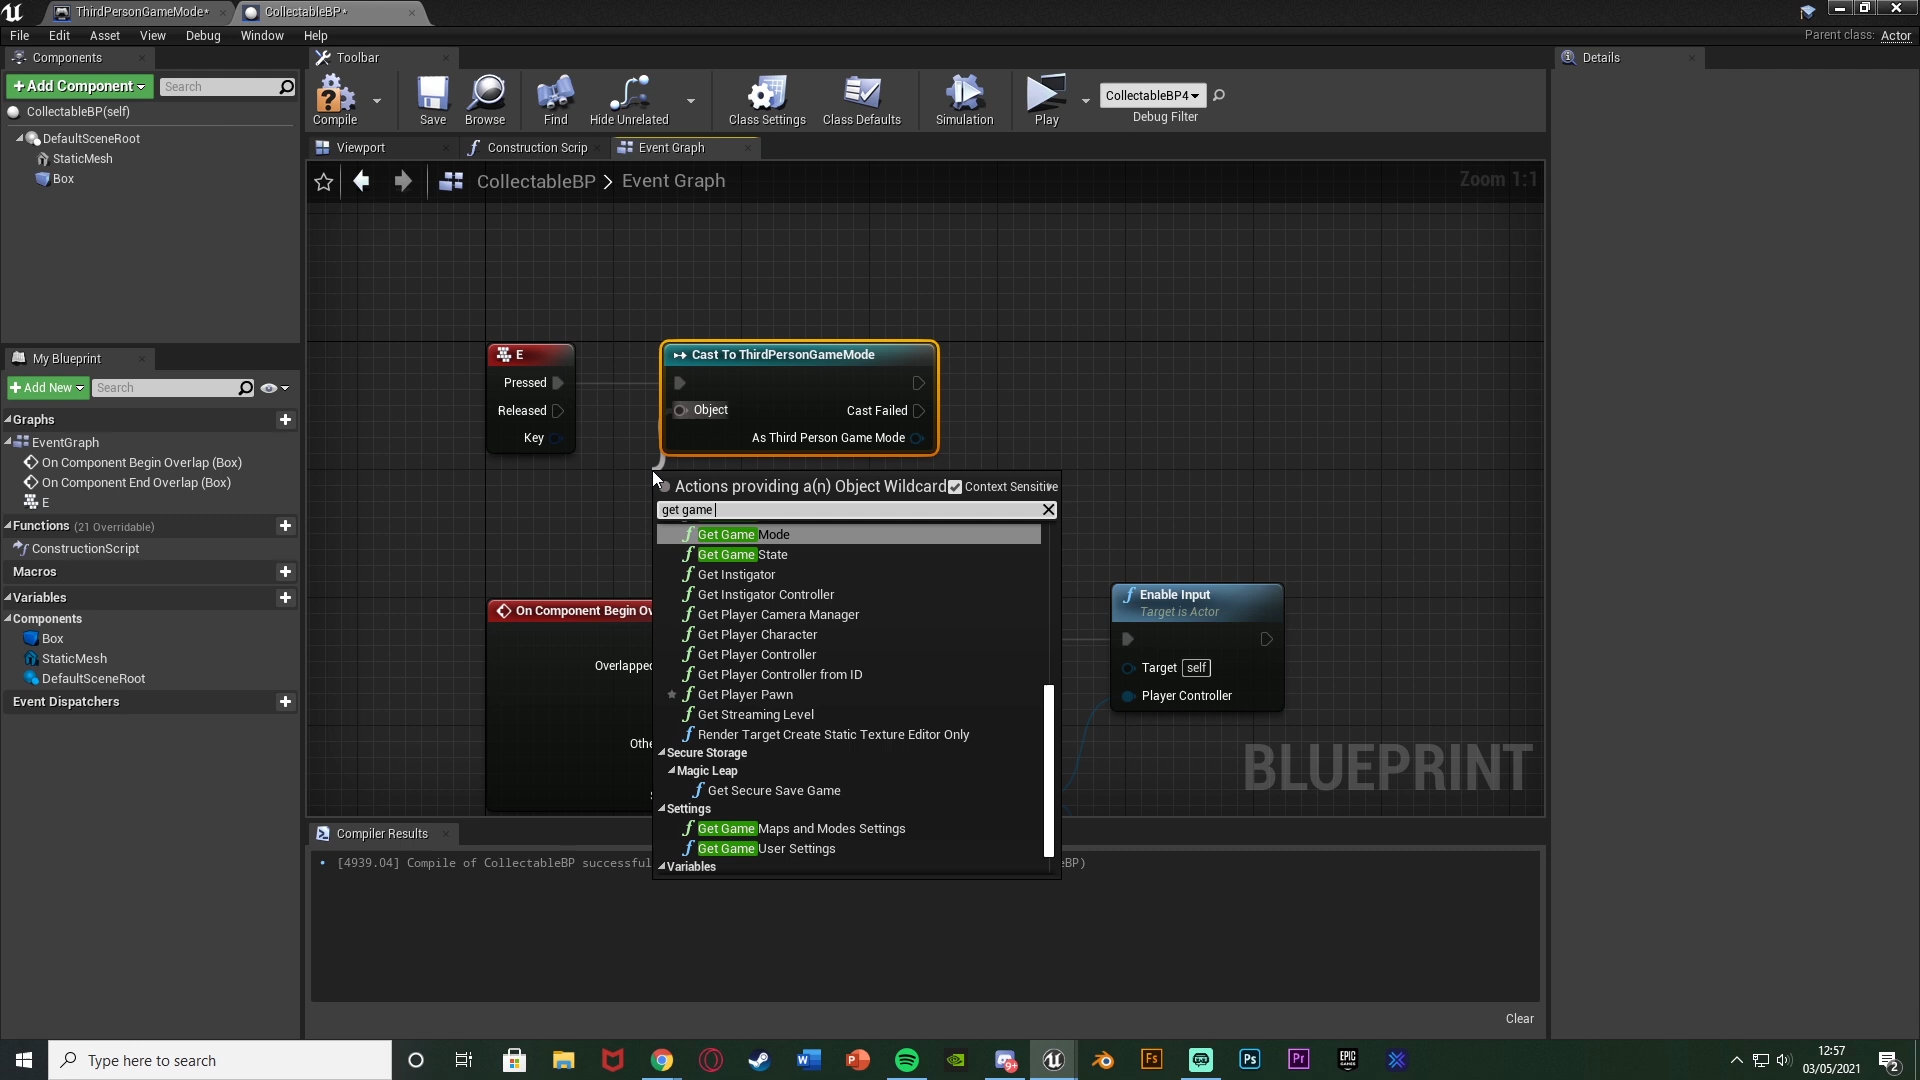 ThirdPersonGameMode*
CollectableBP*
File Edit Asset View Debug Window Help
Parent class: Actor
Components
Toolbar
Details
+Add Component
Search
CollectableBP(self)
DefaultSceneRoot
StaticMesh
Box
Compile
Save
Browse
Find
Hide Unrelated
Class Settings
Class Defaults
Simulation
Play
CollectableBP4
Debug Filter
Viewport
Construction Scrip
Event Graph
CollectableBP > Event Graph
Zoom 1:1
My Blueprint
+Add New
Search
Graphs
EventGraph
On Component Begin Overlap (Box)
On Component End Overlap (Box)
E
Functions (21 Overridable)
ConstructionScript
Macros
Variables
Components
Box
StaticMesh
DefaultSceneRoot
Event Dispatchers
E
Pressed
Released
Key
Cast To ThirdPersonGameMode
Object
Cast Failed
As Third Person Game Mode
On Component Begin Ov
Overlapped
Othe
Actions providing a(n) Object Wildcard
Context Sensitive
get game
Get Game Mode
Get Game State
Get Instigator
Get Instigator Controller
Get Player Camera Manager
Get Player Character
Get Player Controller
Get Player Controller from ID
Get Player Pawn
Get Streaming Level
Render Target Create Static Texture Editor Only
Secure Storage
Magic Leap
Get Secure Save Game
Settings
Get Game Maps and Modes Settings
Get Game User Settings
Variables
Enable Input
Target is Actor
Target self
Player Controller
BLUEPRINT
Compiler Results
[4939.04] Compile of CollectableBP successful
BP)
Clear
Type here to search
12:57
03/05/2021